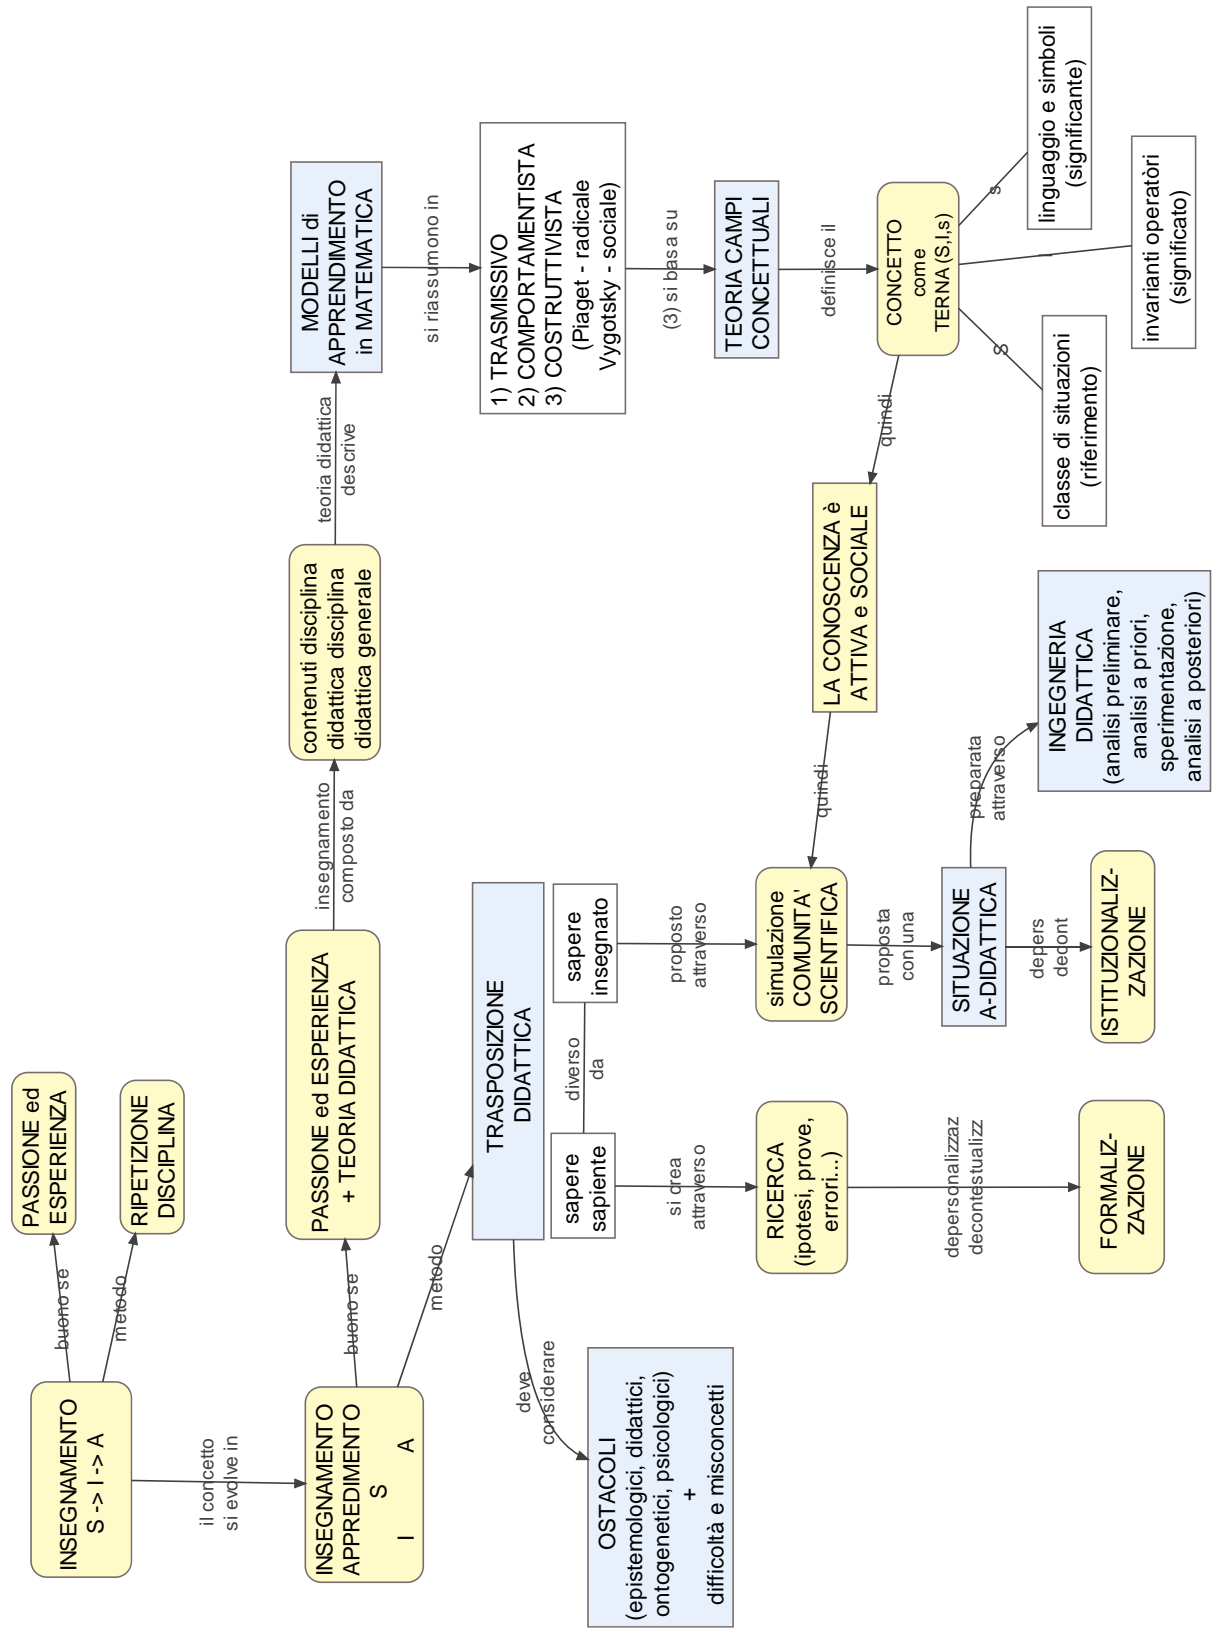 INSEGNAMENTO
S -> I -> A
buono se
PASSIONE ed
ESPERIENZA
metodo
RIPETIZIONE
DISCIPLINA
il concetto
si evolve in
INSEGNAMENTO
APPREDIMENTO
S
I A
buono se
PASSIONE ed ESPERIENZA
+ TEORIA DIDATTICA
insegnamento
composto da
contenuti disciplina
didattica disciplina
didattica generale
teoria didattica
descrive
MODELLI di
APPRENDIMENTO
in MATEMATICA
si riassumono in
1) TRASMISSIVO
2) COMPORTAMENTISTA
3) COSTRUTTIVISTA
(Piaget - radicale
Vygotsky - sociale)
(3) si basa su
TEORIA CAMPI
CONCETTUALI
definisce il
CONCETTO
come
TERNA (S,I,s)
S
classe di situazioni
(riferimento)
I
invarianti operatòri
(significato)
s
linguaggio e simboli
(significante)
quindi
LA CONOSCENZA è
ATTIVA e SOCIALE
quindi
metodo
TRASPOSIZIONE
DIDATTICA
deve
considerare
OSTACOLI
(epistemologici, didattici,
ontogenetici, psicologici)
+
difficoltà e misconcetti
sapere
sapiente
diverso
da
sapere
insegnato
si crea
attraverso
RICERCA
(ipotesi, prove,
errori...)
depersonalizzaz
decontestualizz
FORMALIZ-
ZAZIONE
proposto
attraverso
simulazione
COMUNITA'
SCIENTIFICA
proposta
con una
SITUAZIONE
A-DIDATTICA
depers
decont
ISTITUZIONALIZ-
ZAZIONE
preparata
attraverso
INGEGNERIA
DIDATTICA
(analisi preliminare,
analisi a priori,
sperimentazione,
analisi a posteriori)